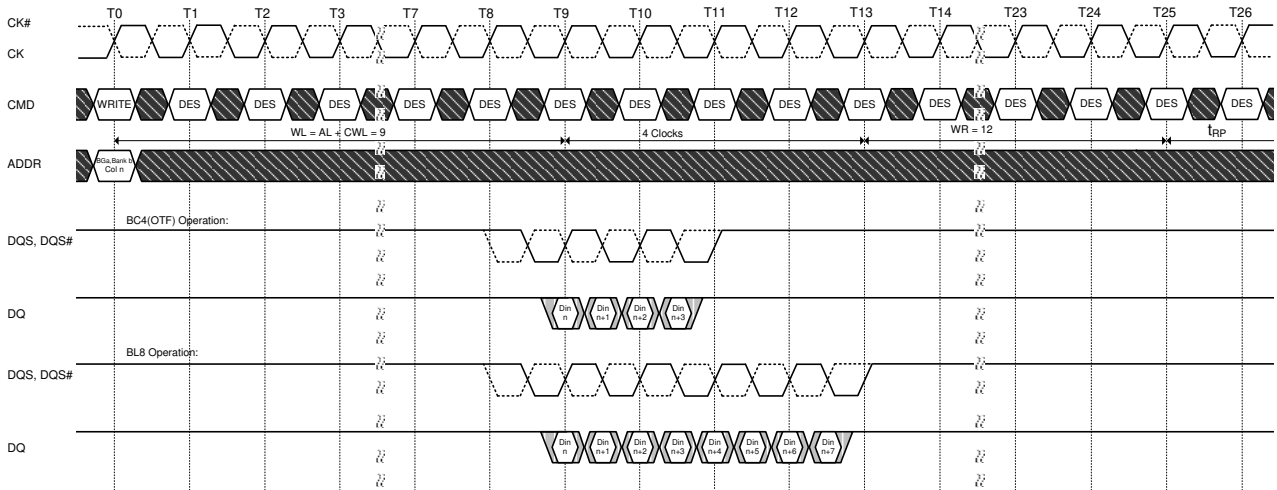 T0 T1 T2 T3 T7 T8 T9 T10 T11 T12 T13 T14 T23 T24 T25 T26
CK#
CK
CMD WRITE DES DES DES DES DES DES DES DES DES DES DES DES DES DES DES
WL = AL + CWL = 9 4 Clocks WR = 12 tRP
ADDR BGa, Bank b
Col n
BC4(OTF) Operation:
DQS, DQS#
DQ Din n Din n+1 Din n+2 Din n+3
BL8 Operation:
DQS, DQS#
DQ Din n Din n+1 Din n+2 Din n+3 Din n+4 Din n+5 Din n+6 Din n+7